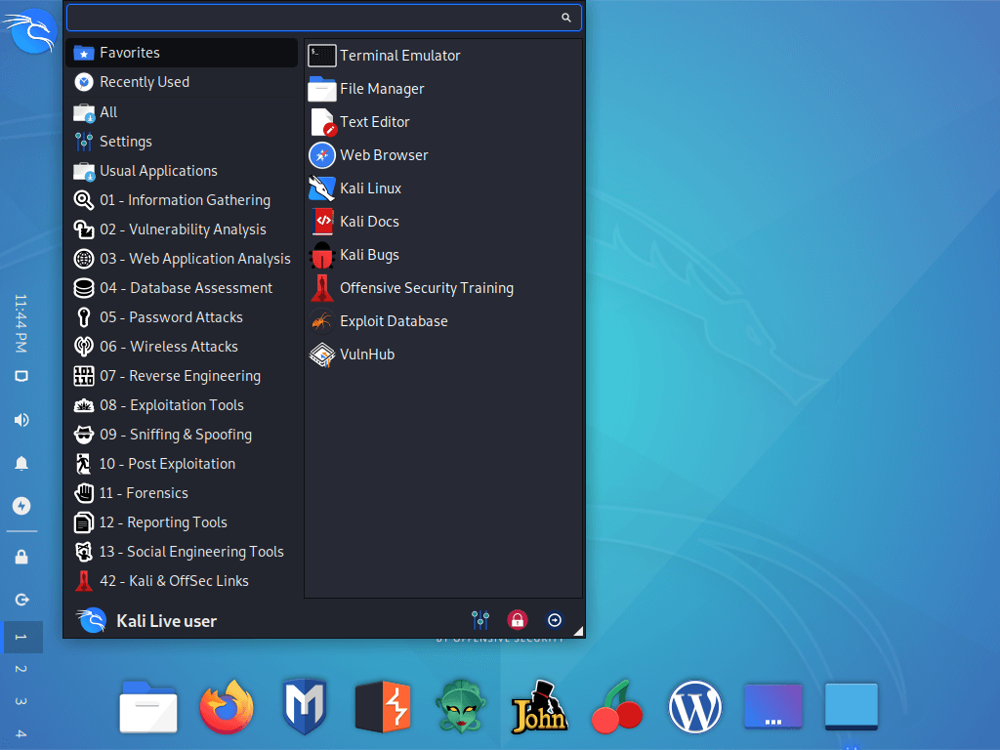 Favorites
Recently Used
All
Settings
Usual Applications
01 - Information Gathering
02 - Vulnerability Analysis
03 - Web Application Analysis
04 - Database Assessment
05 - Password Attacks
06 - Wireless Attacks
07 - Reverse Engineering
08 - Exploitation Tools
09 - Sniffing & Spoofing
10 - Post Exploitation
11 - Forensics
12 - Reporting Tools
13 - Social Engineering Tools
42 - Kali & OffSec Links
Terminal Emulator
File Manager
Text Editor
Web Browser
Kali Linux
Kali Docs
Kali Bugs
Offensive Security Training
Exploit Database
VulnHub
Kali Live user
BY OFFENSIVE SECURITY
11:44 PM
1
2
3
4
John